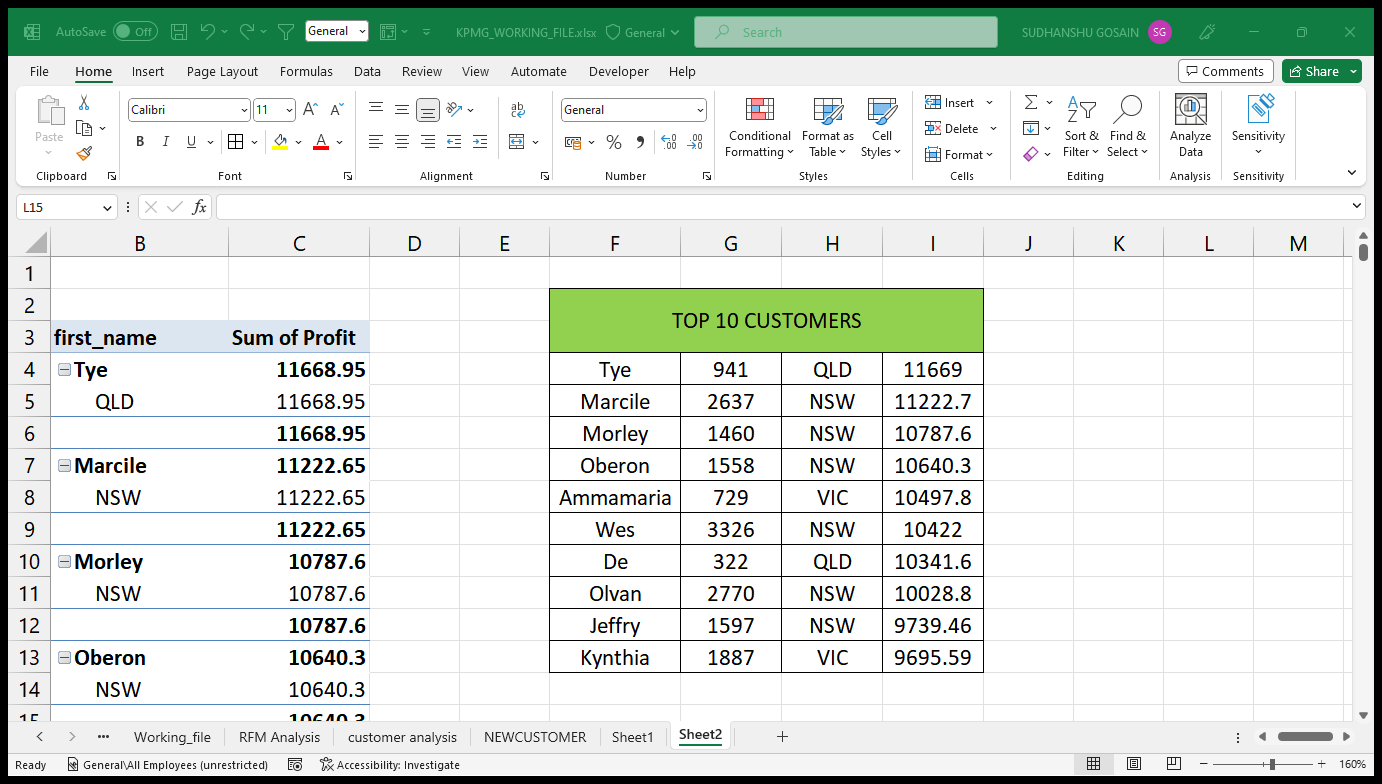 AutoSave Off General KPMG_WORKING_FILE.xlsx General Search SUDHANSHU GOSAIN SG
File Home Insert Page Layout Formulas Data Review View Automate Developer Help Comments Share
Paste Calibri 11 A A ab c General Conditional Formatting Format as Table Cell Styles Insert Delete Format Sort & Filter Find & Select Analyze Data Sensitivity
B I U A %
Clipboard Font Alignment Number Styles Cells Editing Analysis Sensitivity
L15 fx
B C D E F G H I J K L M
1
2 TOP 10 CUSTOMERS
3 first_name Sum of Profit
4 Tye 11668.95 Tye 941 QLD 11669
5 QLD 11668.95 Marcile 2637 NSW 11222.7
6 11668.95 Morley 1460 NSW 10787.6
7 Marcile 11222.65 Oberon 1558 NSW 10640.3
8 NSW 11222.65 Ammamaria 729 VIC 10497.8
9 11222.65 Wes 3326 NSW 10422
10 Morley 10787.6 De 322 QLD 10341.6
11 NSW 10787.6 Olvan 2770 NSW 10028.8
12 10787.6 Jeffry 1597 NSW 9739.46
13 Oberon 10640.3 Kynthia 1887 VIC 9695.59
14 NSW 10640.3
15 10640.3
Working_file RFM Analysis customer analysis NEWCUSTOMER Sheet1 Sheet2
Ready General\All Employees (unrestricted) Accessibility: Investigate 160%